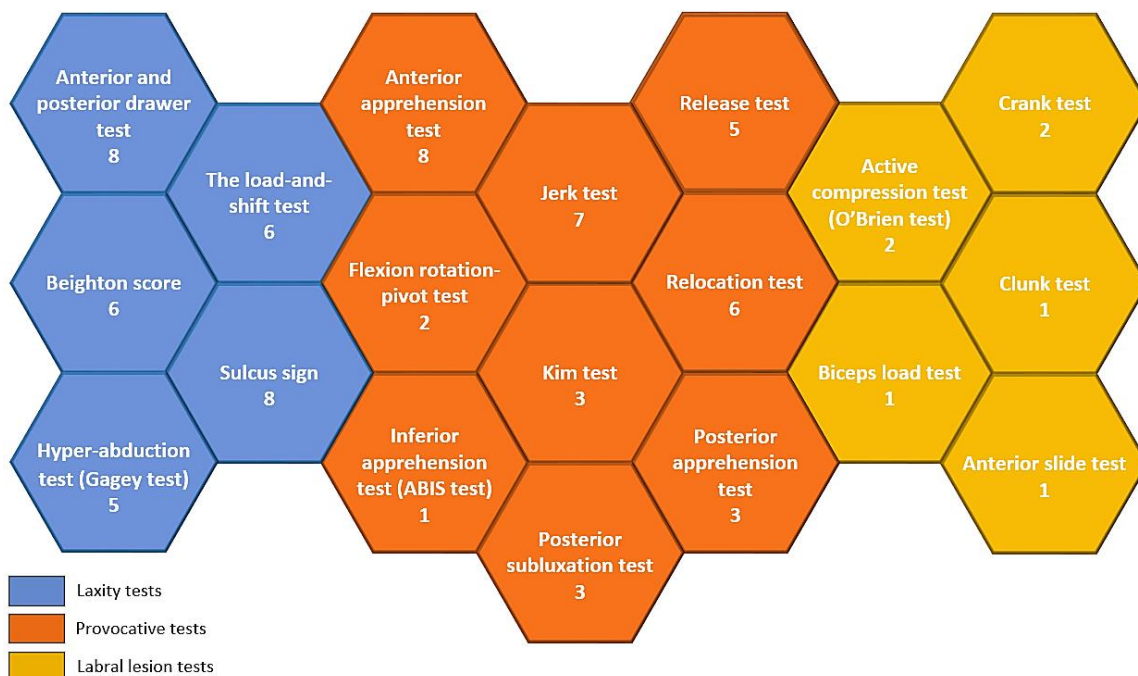 Anterior and
posterior drawer
test
8
The load-and-
shift test
6
Beighton score
6
Sulcus sign
8
Hyper-abduction
test (Gagey test)
5
Anterior
apprehension
test
8
Jerk test
7
Release test
5
Flexion rotation-
pivot test
2
Relocation test
6
Kim test
3
Inferior
apprehension
test (ABIS test)
1
Posterior
apprehension
test
3
Posterior
subluxation test
3
Crank test
2
Active
compression test
(O’Brien test)
2
Clunk test
1
Biceps load test
1
Anterior slide test
1
Laxity tests
Provocative tests
Labral lesion tests